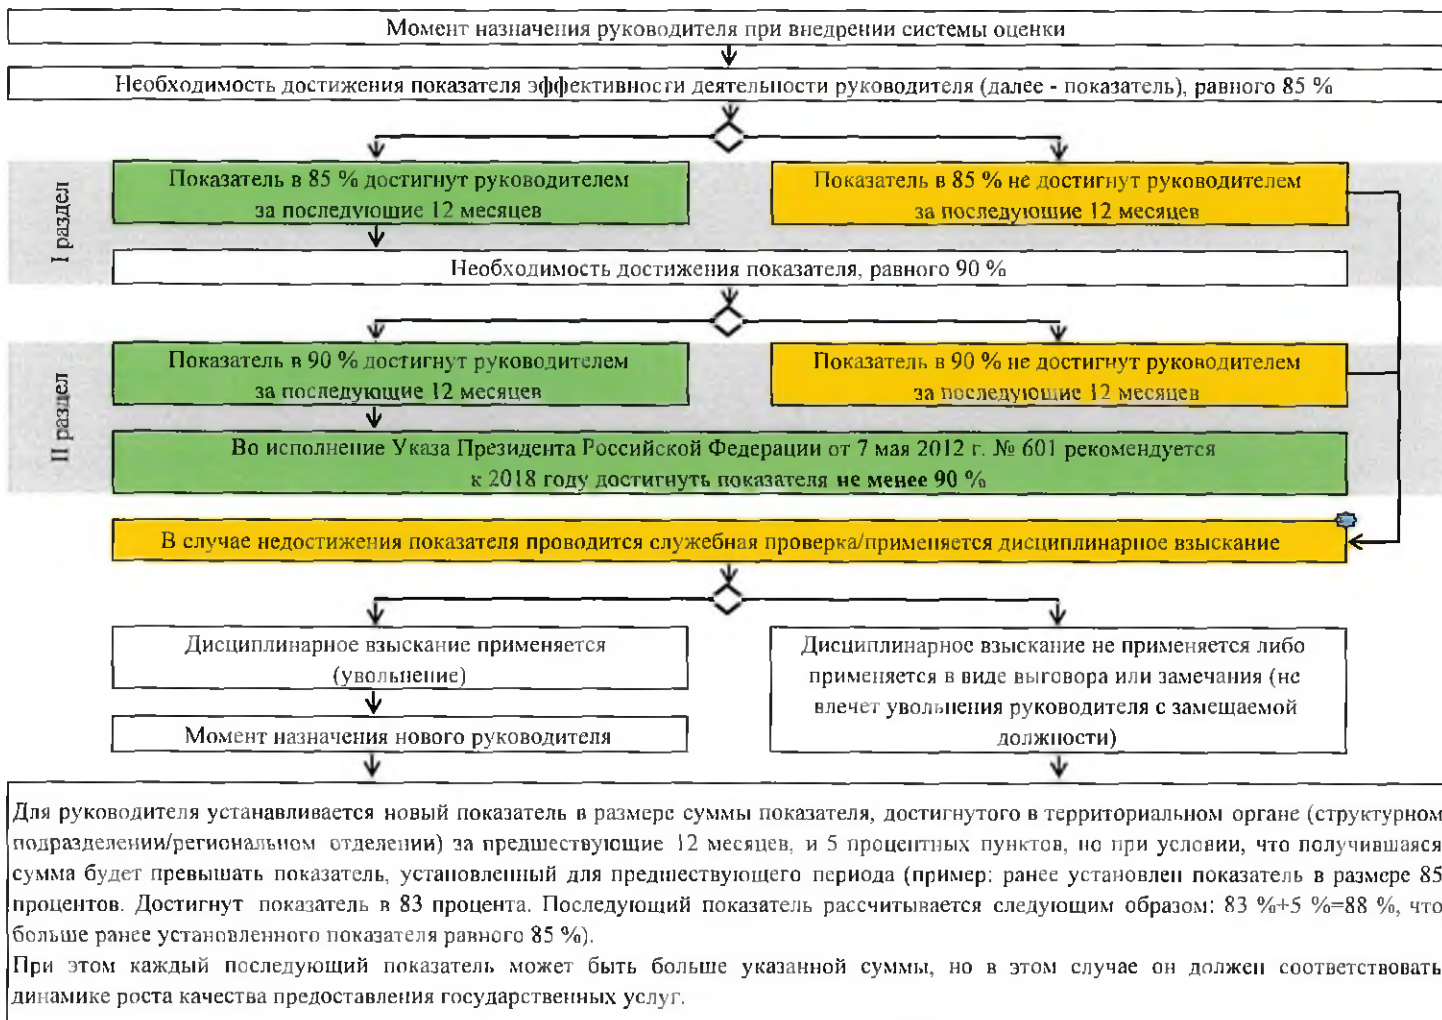 Момент назначения руководителя при внедрении системы оценки
Необходимость достижения показателя эффективности деятельности руководителя (далее - показатель), равного 85 %
I раздел
Показатель в 85 % достигнут руководителем
за последующие 12 месяцев
Показатель в 85 % не достигнут руководителем
за последующие 12 месяцев
Необходимость достижения показателя, равного 90 %
II раздел
Показатель в 90 % достигнут руководителем
за последующие 12 месяцев
Показатель в 90 % не достигнут руководителем
за последующие 12 месяцев
Во исполнение Указа Президента Российской Федерации от 7 мая 2012 г. № 601 рекомендуется
к 2018 году достигнуть показателя не менее 90 %
В случае недостижения показателя проводится служебная проверка/применяется дисциплинарное взыскание
Дисциплинарное взыскание применяется
(увольнение)
Момент назначения нового руководителя
Дисциплинарное взыскание не применяется либо
применяется в виде выговора или замечания (не
влечет увольнения руководителя с замещаемой
должности)
Для руководителя устанавливается новый показатель в размере суммы показателя, достигнутого в территориальном органе (структурном
подразделении/региональном отделении) за предшествующие 12 месяцев, и 5 процентных пунктов, но при условии, что получившаяся
сумма будет превышать показатель, установленный для предшествующего периода (пример: ранее установлен показатель в размере 85
процентов. Достигнут показатель в 83 процента. Последующий показатель рассчитывается следующим образом: 83 %+5 %=88 %, что
больше ранее установленного показателя равного 85 %).
При этом каждый последующий показатель может быть больше указанной суммы, но в этом случае он должен соответствовать
динамике роста качества предоставления государственных услуг.